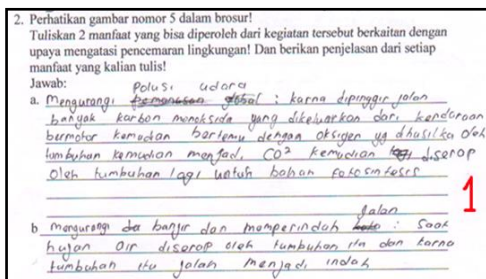 2. Perhatikan gambar nomor 5 dalam brosur!
Tuliskan 2 manfaat yang bisa diperoleh dari kegiatan tersebut berkaitan dengan
upaya mengatasi pencemaran lingkungan! Dan berikan penjelasan dari setiap
manfaat yang kalian tulis!
Jawab:
polusi udara
a. Mengurangi pemanasan global : karna dipinggir jalan
banyak karbon monoksida yang dikeluarkan dari kendaraan
bermotor kemudian bertemu dengan oksigen yg dhasilka oleh
tumbuhan kemudian menjadi CO² kemudian lagi diserap
Oleh tumbuhan lagi untuk bahan fotosintesis
1
jalan
b mengurangi banjir dan memperindah : Saat
hujan air diserap oleh tumbuhan itu dan karna
tumbuhan itu jalan menjadi indah